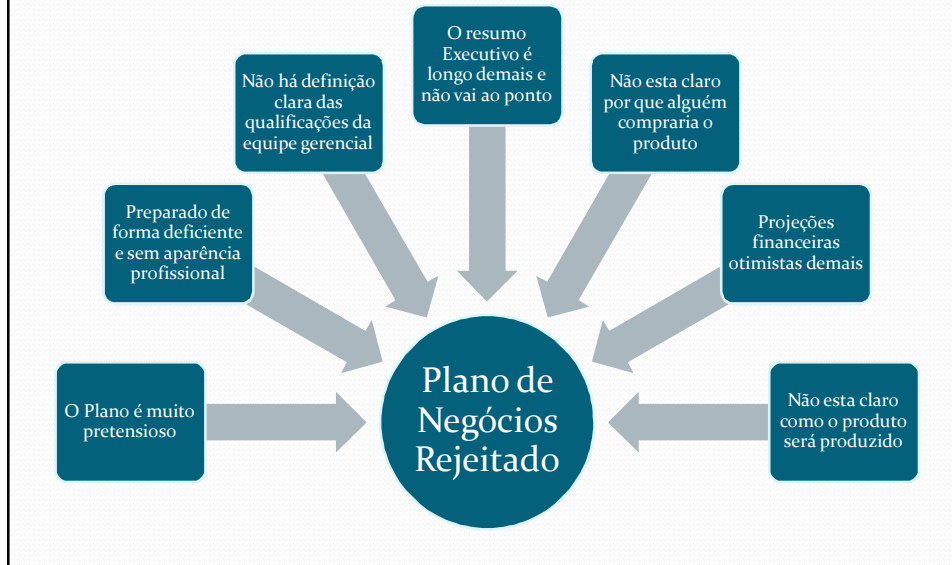 O Plano é muito
pretensioso
Preparado de
forma deficiente
e sem aparência
profissional
Não há definição
clara das
qualificações da
equipe gerencial
O resumo
Executivo é
longo demais e
não vai ao ponto
Não esta claro
por que alguém
compraria o
produto
Projeções
financeiras
otimistas demais
Não esta claro
como o produto
será produzido
Plano de
Negócios
Rejeitado